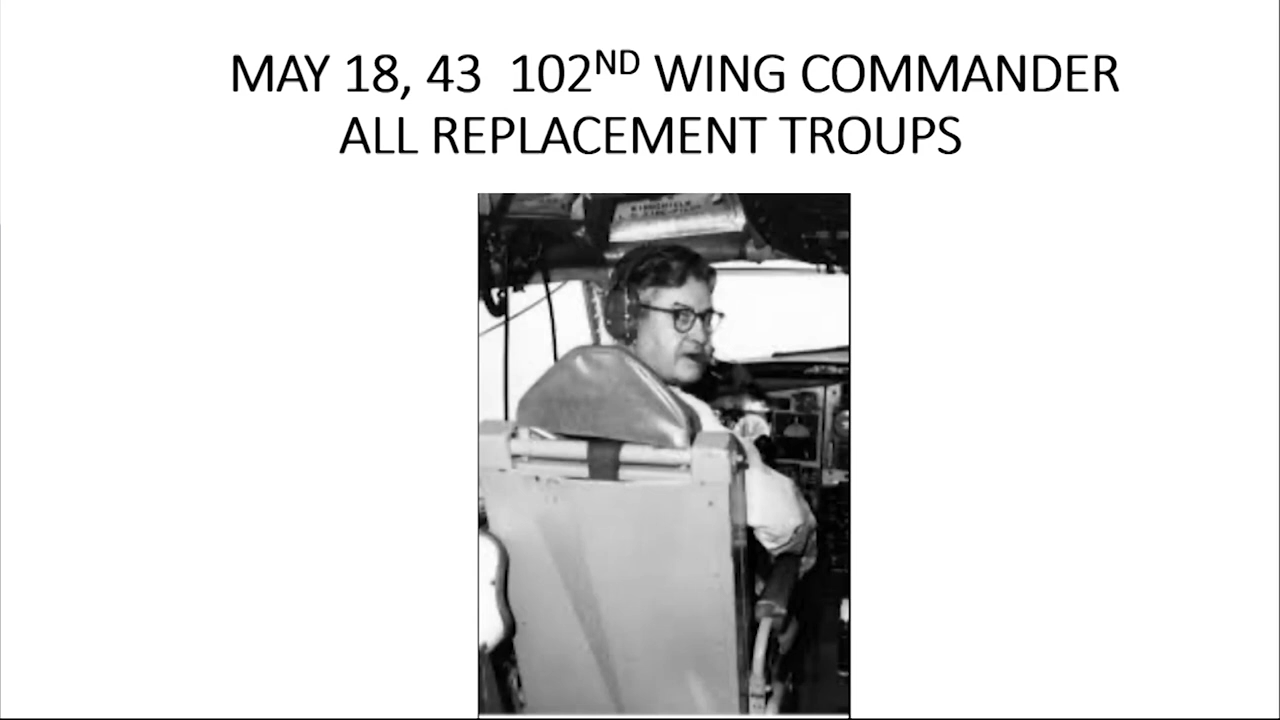 MAY 18, 43 102ND WING COMMANDER
ALL REPLACEMENT TROUPS